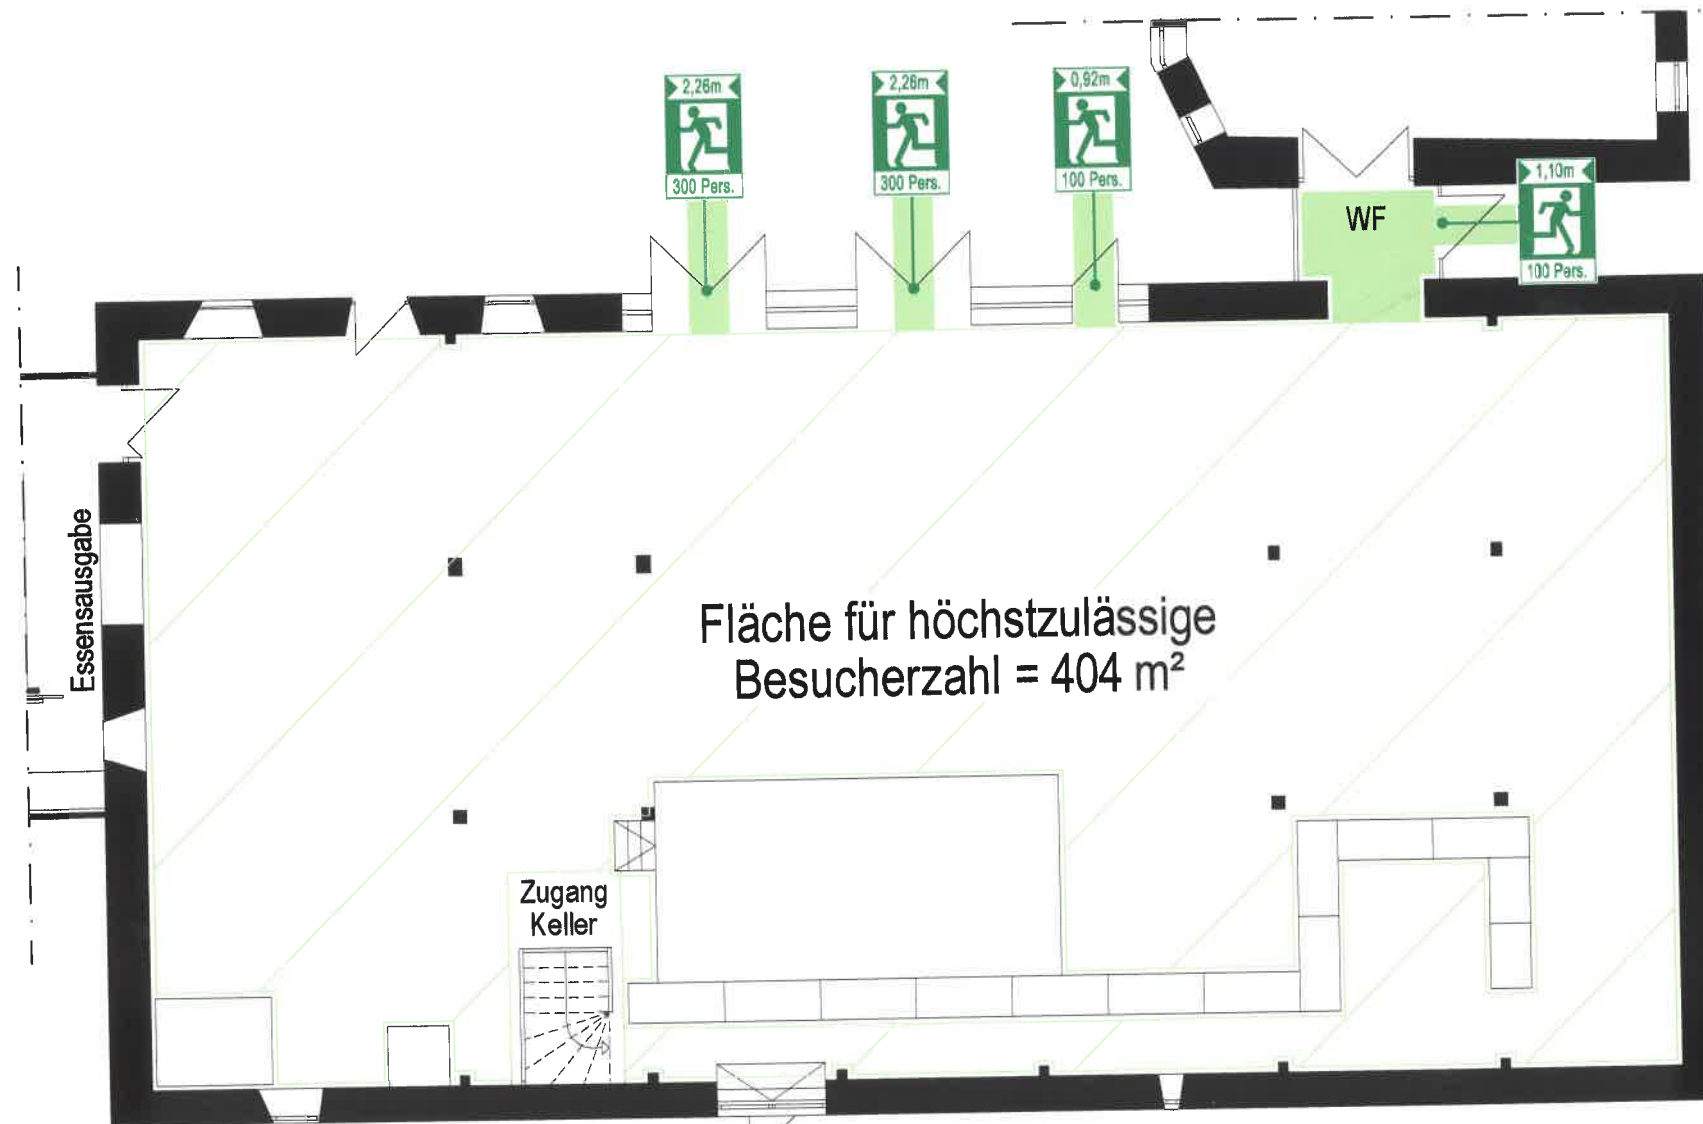 2,26m
300 Pers.
2,26m
300 Pers.
0,92m
100 Pers.
1,10m
100 Pers.
WF
Essensausgabe
Fläche für höchstzulässige
Besucherzahl = 404 m²
Zugang
Keller